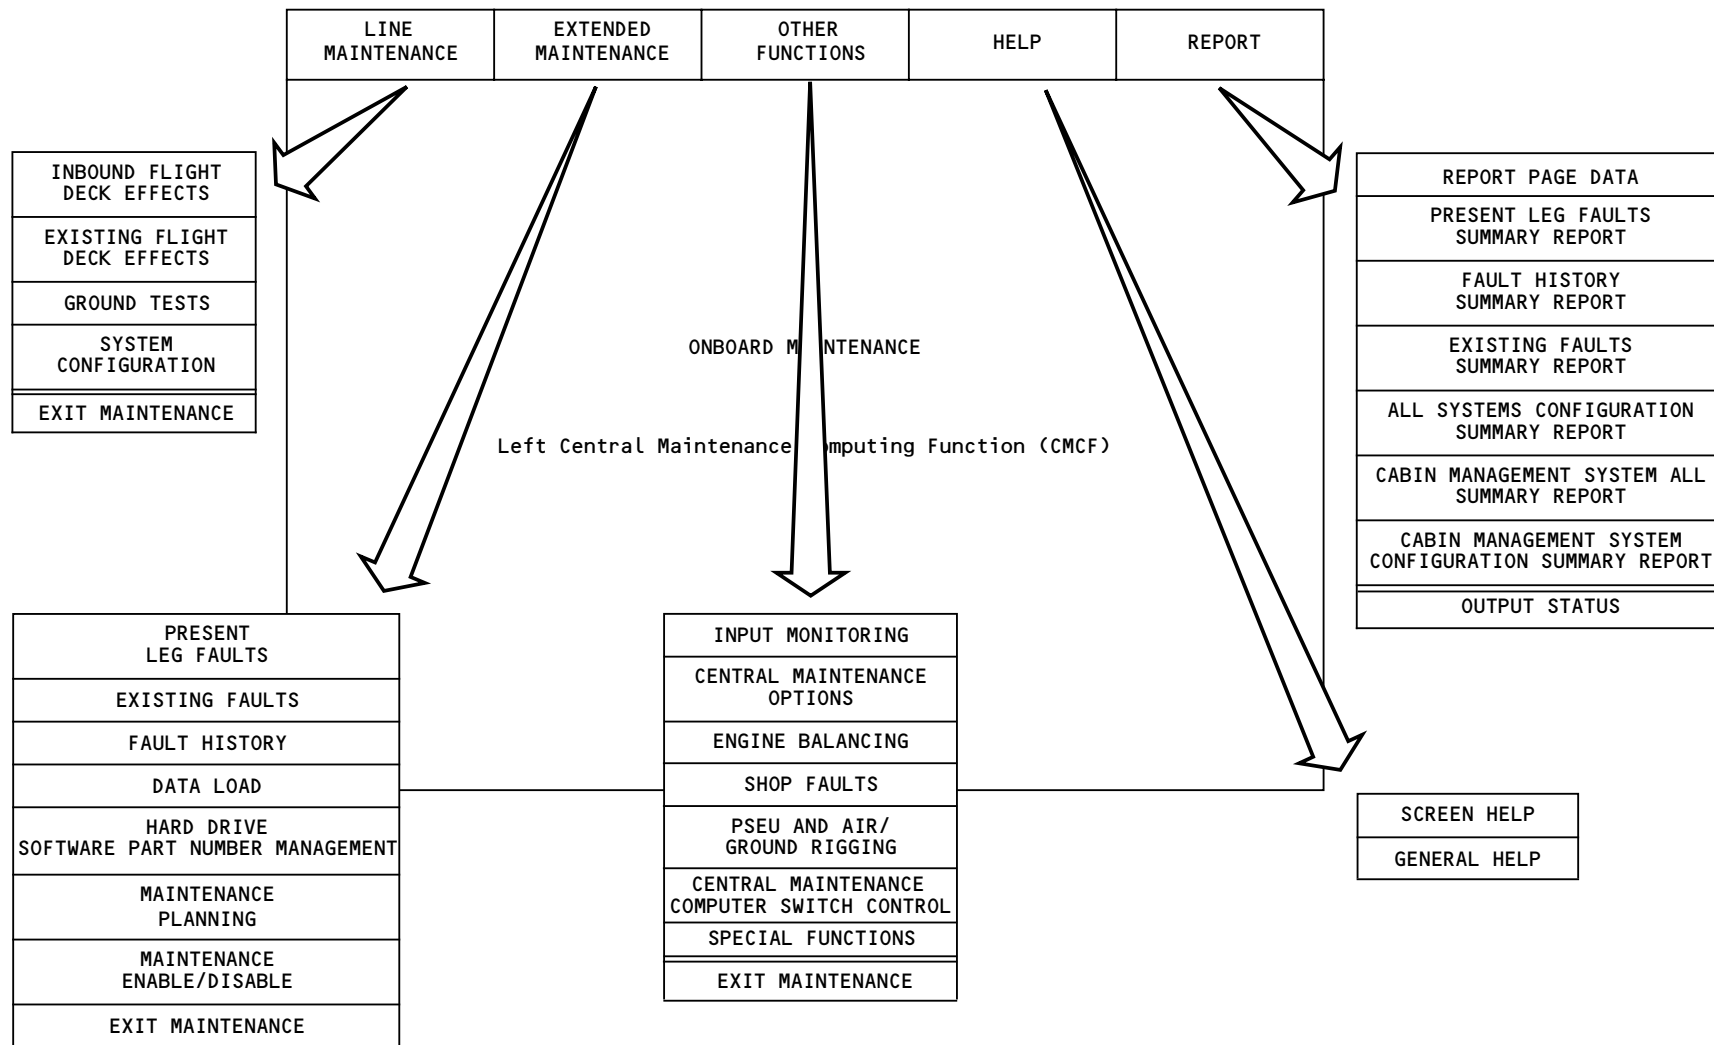 LINE
MAINTENANCE
EXTENDED
MAINTENANCE
OTHER
FUNCTIONS
HELP
REPORT
INBOUND FLIGHT
DECK EFFECTS
EXISTING FLIGHT
DECK EFFECTS
GROUND TESTS
SYSTEM
CONFIGURATION
EXIT MAINTENANCE
ONBOARD M NTENANCE
Left Central Maintenance mputing Function (CMCF)
REPORT PAGE DATA
PRESENT LEG FAULTS
SUMMARY REPORT
FAULT HISTORY
SUMMARY REPORT
EXISTING FAULTS
SUMMARY REPORT
ALL SYSTEMS CONFIGURATION
SUMMARY REPORT
CABIN MANAGEMENT SYSTEM ALL
SUMMARY REPORT
CABIN MANAGEMENT SYSTEM
CONFIGURATION SUMMARY REPORT
OUTPUT STATUS
PRESENT
LEG FAULTS
EXISTING FAULTS
FAULT HISTORY
DATA LOAD
HARD DRIVE
SOFTWARE PART NUMBER MANAGEMENT
MAINTENANCE
PLANNING
MAINTENANCE
ENABLE/DISABLE
EXIT MAINTENANCE
INPUT MONITORING
CENTRAL MAINTENANCE
OPTIONS
ENGINE BALANCING
SHOP FAULTS
PSEU AND AIR/
GROUND RIGGING
CENTRAL MAINTENANCE
COMPUTER SWITCH CONTROL
SPECIAL FUNCTIONS
EXIT MAINTENANCE
SCREEN HELP
GENERAL HELP